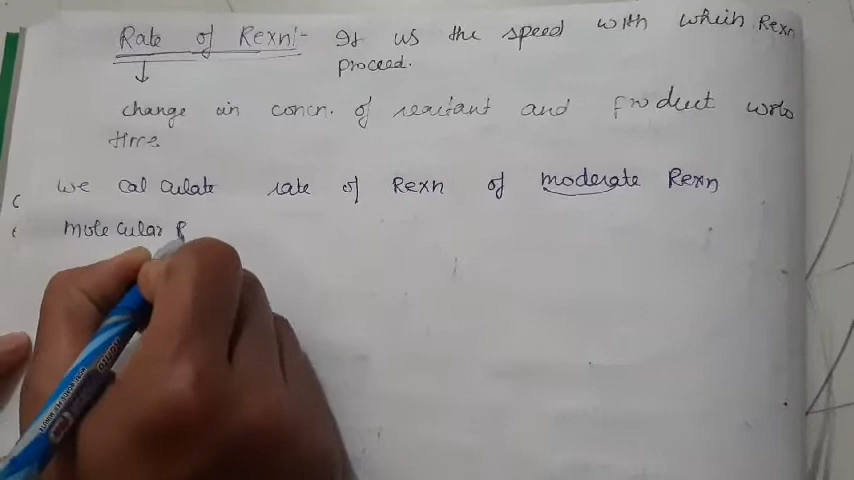 Rate of Rexn:- It is the speed with which Rexn
proceed.
change in concn. of reactant and product w.r.to
time.
we calculate rate of Rexn of moderate Rexn
molecular R